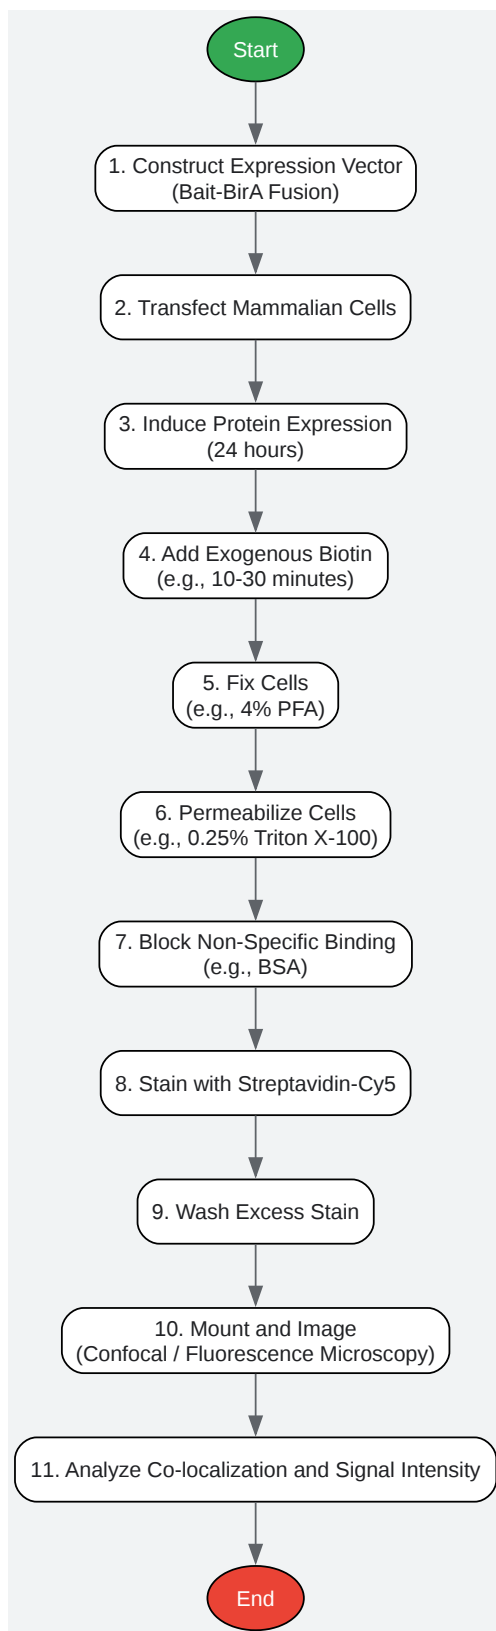 Start
1. Construct Expression Vector
(Bait-BirA Fusion)
2. Transfect Mammalian Cells
3. Induce Protein Expression
(24 hours)
4. Add Exogenous Biotin
(e.g., 10-30 minutes)
5. Fix Cells
(e.g., 4% PFA)
6. Permeabilize Cells
(e.g., 0.25% Triton X-100)
7. Block Non-Specific Binding
(e.g., BSA)
8. Stain with Streptavidin-Cy5
9. Wash Excess Stain
10. Mount and Image
(Confocal / Fluorescence Microscopy)
11. Analyze Co-localization and Signal Intensity
End